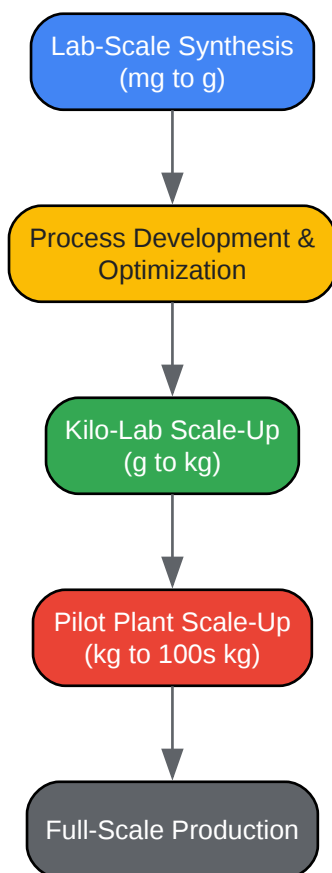 Lab-Scale Synthesis
(mg to g)
Process Development &
Optimization
Kilo-Lab Scale-Up
(g to kg)
Pilot Plant Scale-Up
(kg to 100s kg)
Full-Scale Production